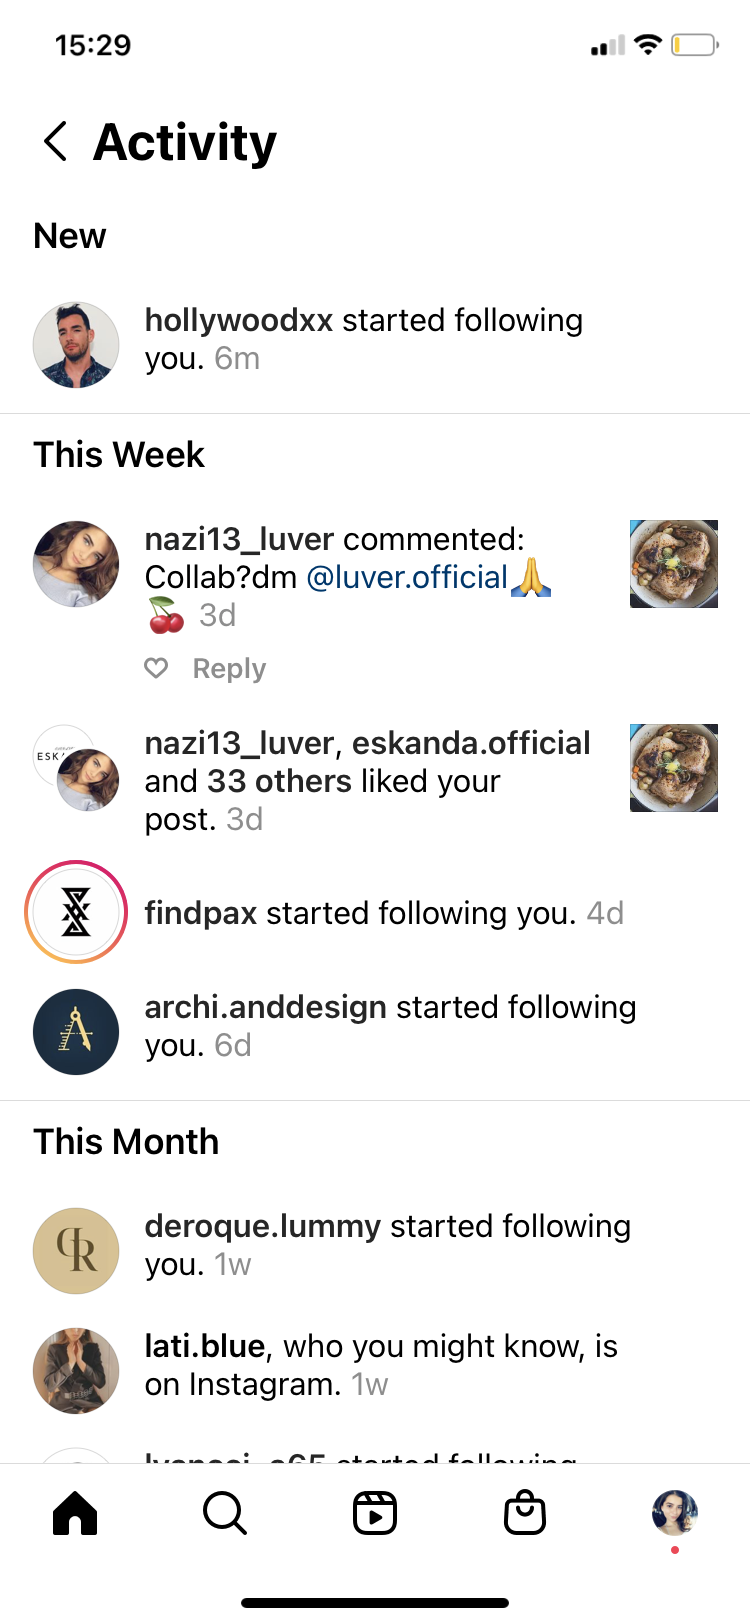 15:29
Activity
New
hollywoodxx started following
you. 6m
This Week
nazi13_luver commented:
Collab?dm @luver.official🙏
🍒 3d
Reply
ESK
nazi13_luver, eskanda.official
and 33 others liked your
post. 3d
findpax started following you. 4d
archi.anddesign started following
you. 6d
This Month
deroque.lummy started following
you. 1w
lati.blue, who you might know, is
on Instagram. 1w
started following